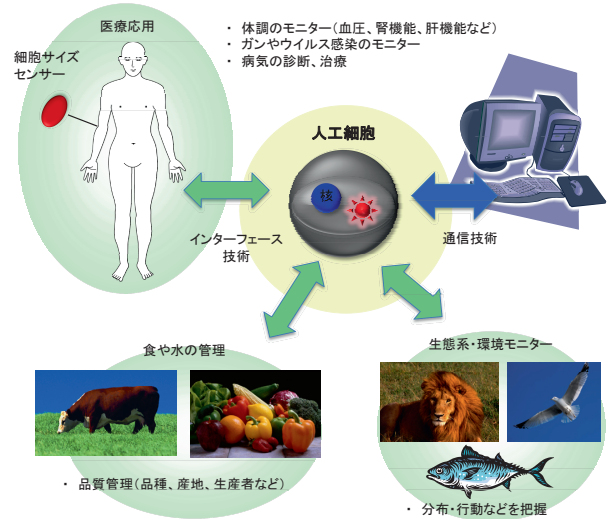 医療応用
・ 体調のモニター(血圧、腎機能、肝機能など)
・ ガンやウイルス感染のモニター
・ 病気の診断、治療
細胞サイズ
センサー
人工細胞
核
インターフェース
技術
通信技術
食や水の管理
・ 品質管理(品種、産地、生産者など)
生態系・環境モニター
・ 分布・行動などを把握